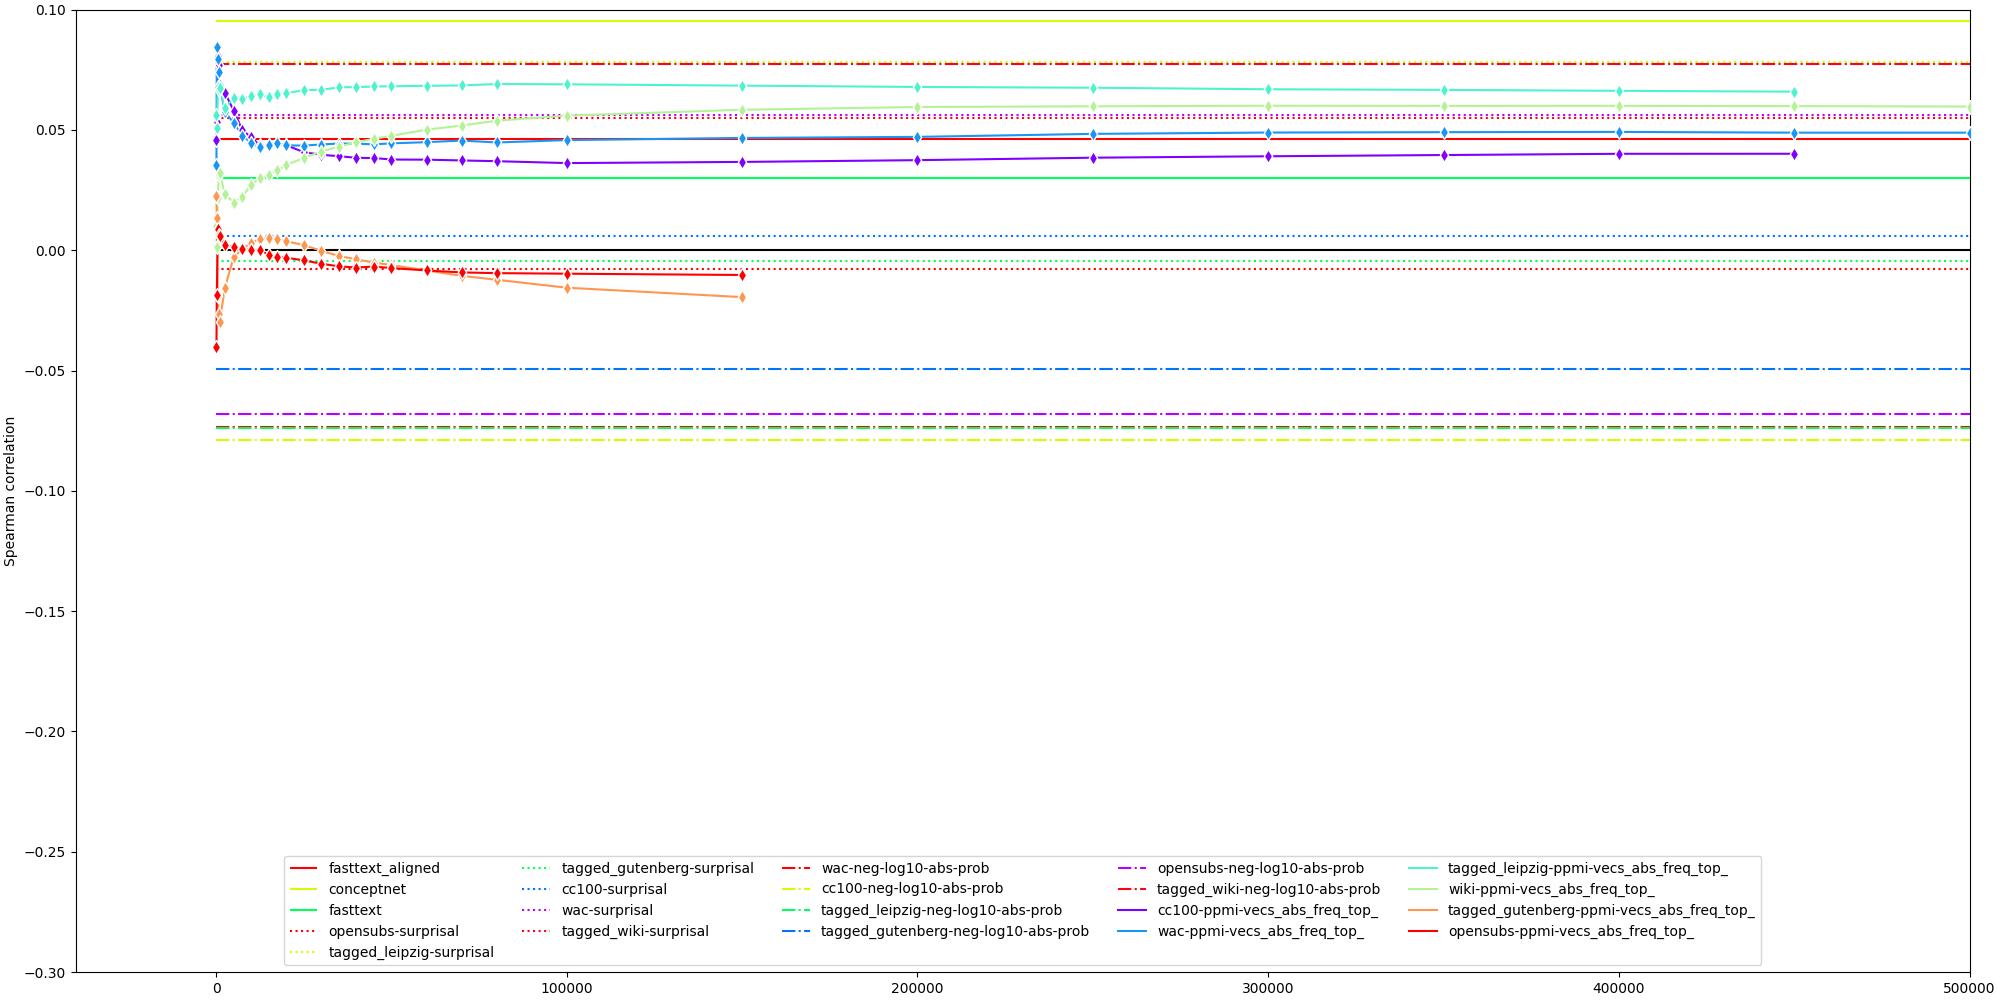 0.10
0.05
0.00
−0.05
−0.10
−0.15
−0.20
−0.25
−0.30
Spearman correlation
fasttext_aligned
conceptnet
fasttext
opensubs-surprisal
tagged_leipzig-surprisal
tagged_gutenberg-surprisal
cc100-surprisal
wac-surprisal
tagged_wiki-surprisal
wac-neg-log10-abs-prob
cc100-neg-log10-abs-prob
tagged_leipzig-neg-log10-abs-prob
tagged_gutenberg-neg-log10-abs-prob
opensubs-neg-log10-abs-prob
tagged_wiki-neg-log10-abs-prob
cc100-ppmi-vecs_abs_freq_top_
wac-ppmi-vecs_abs_freq_top_
tagged_leipzig-ppmi-vecs_abs_freq_top_
wiki-ppmi-vecs_abs_freq_top_
tagged_gutenberg-ppmi-vecs_abs_freq_top_
opensubs-ppmi-vecs_abs_freq_top_
0 100000 200000 300000 400000 500000